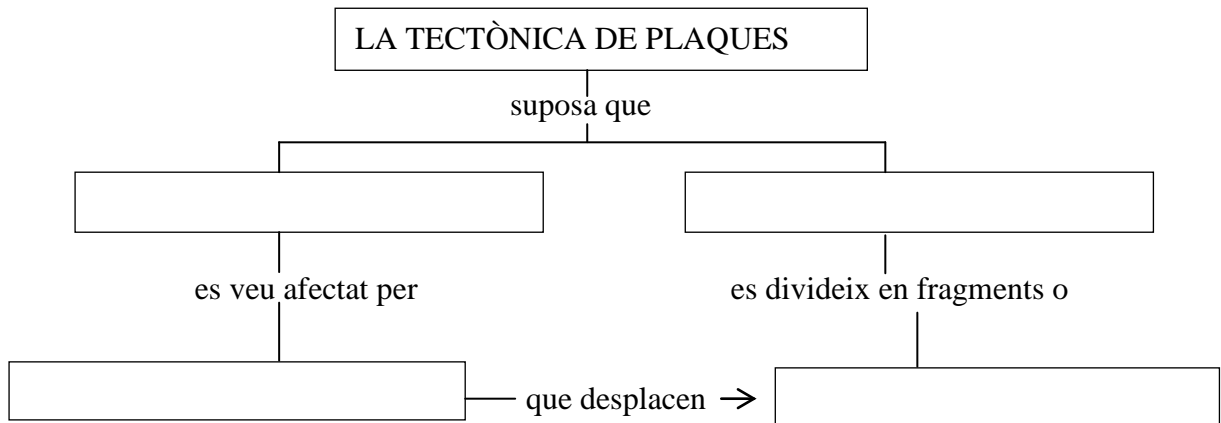 LA TECTÒNICA DE PLAQUES
suposa que
es veu afectat per
es divideix en fragments o
que desplacen